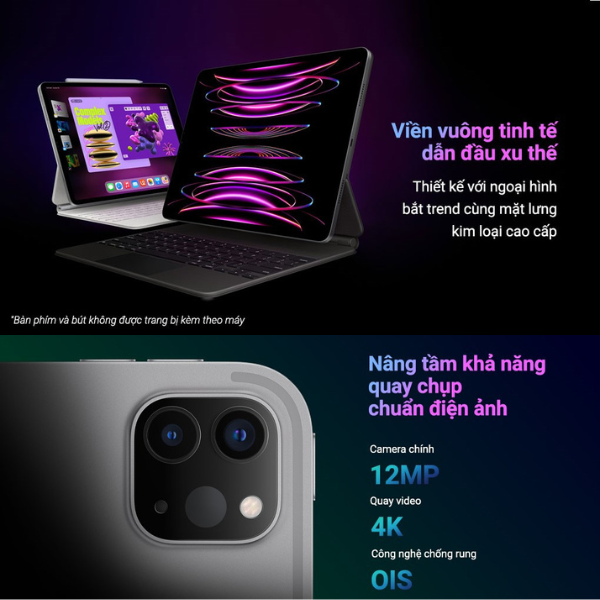 Complex
Models
Viền vuông tinh tế
dẫn đầu xu thế
Thiết kế với ngoại hình
bắt trend cùng mặt lưng
kim loại cao cấp
*Bàn phím và bút không được trang bị kèm theo máy
Nâng tầm khả năng
quay chụp
chuẩn điện ảnh
Camera chính
12MP
Quay video
4K
Công nghệ chống rung
OIS